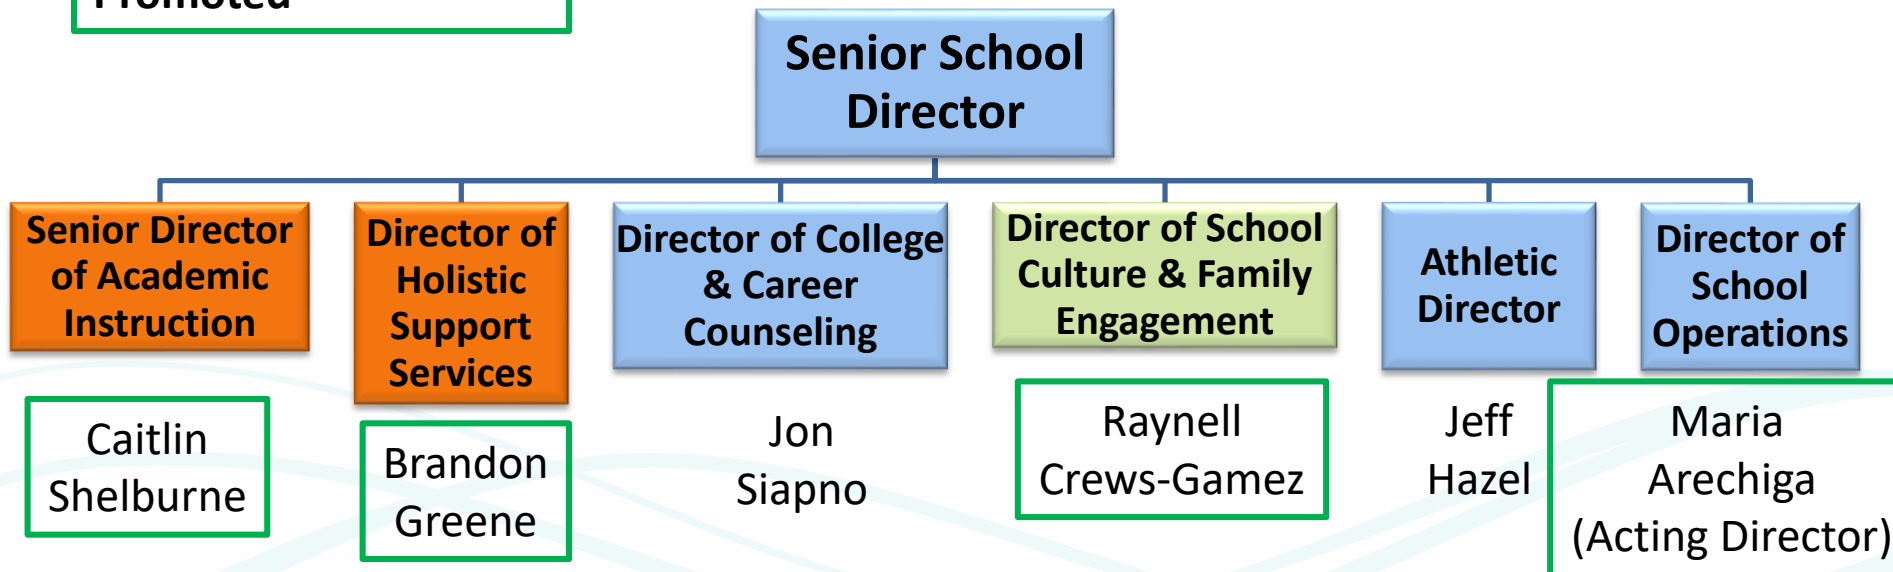 Promoted
Senior School
Director
Senior Director
of Academic
Instruction
Director of
Holistic
Support
Services
Director of College
& Career
Counseling
Director of School
Culture & Family
Engagement
Athletic
Director
Director of
School
Operations
Caitlin
Shelburne
Brandon
Greene
Jon
Siapno
Raynell
Crews-Gamez
Jeff
Hazel
Maria
Arechiga
(Acting Director)